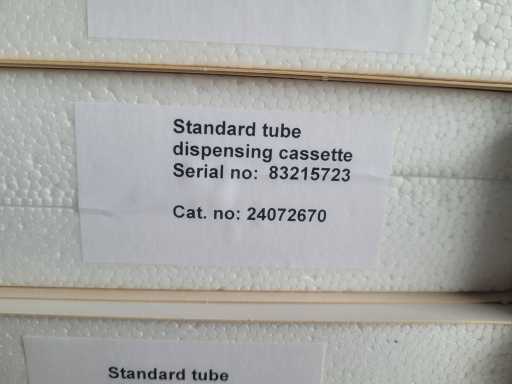 Standard tube
dispensing cassette
Serial no: 83215723
Cat. no: 24072670
Standard tube